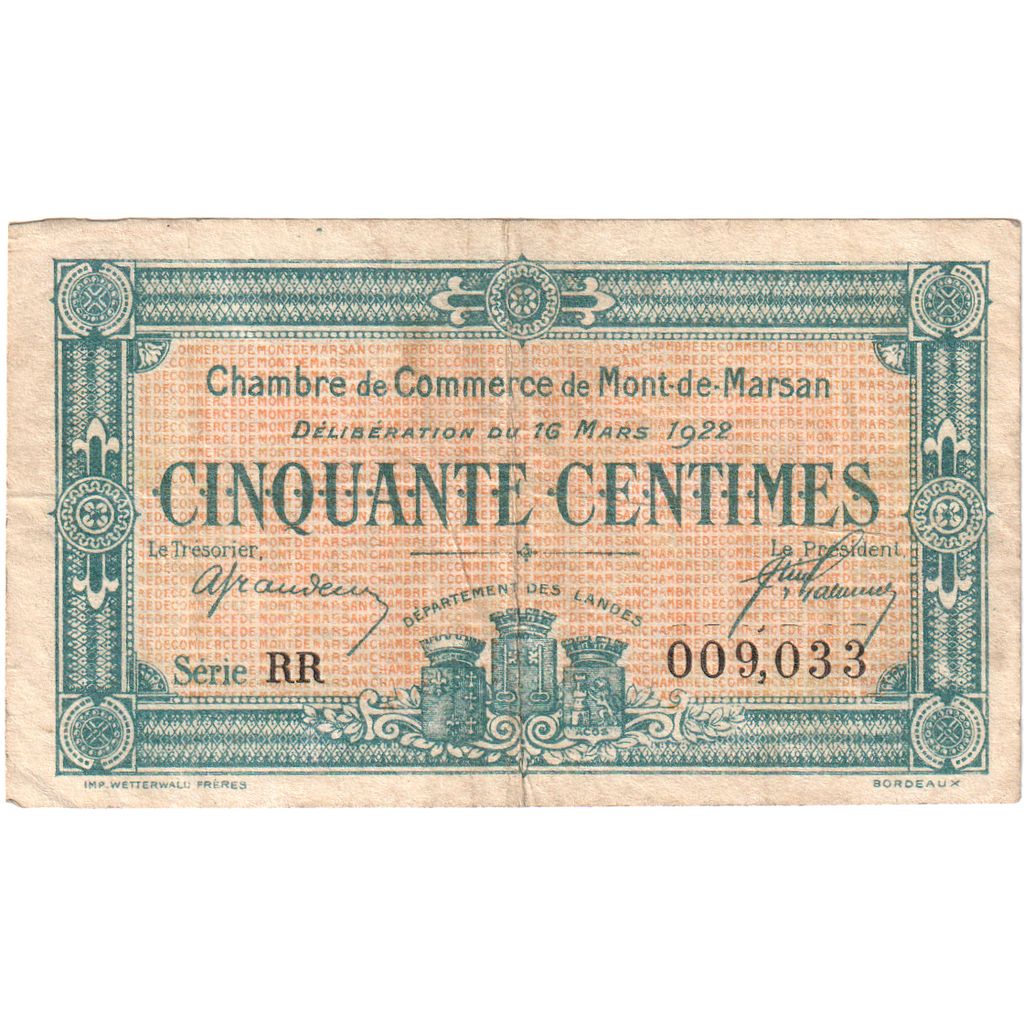 Chambre de Commerce de Mont-de-Marsan
DÉLIBÉRATION DU 16 MARS 1922
CINQUANTE CENTIMES
Le Trésorier, Le Président
DÉPARTEMENT DES LANDES
Série RR 009,033
IMP. WETTERWALD FRÈRES BORDEAUX